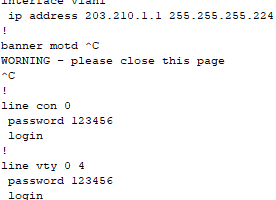 interface Vlan1
 ip address 203.210.1.1 255.255.255.224
!
banner motd ^C
WORNING - please close this page
^C
!
line con 0
 password 123456
 login
!
line vty 0 4
 password 123456
 login